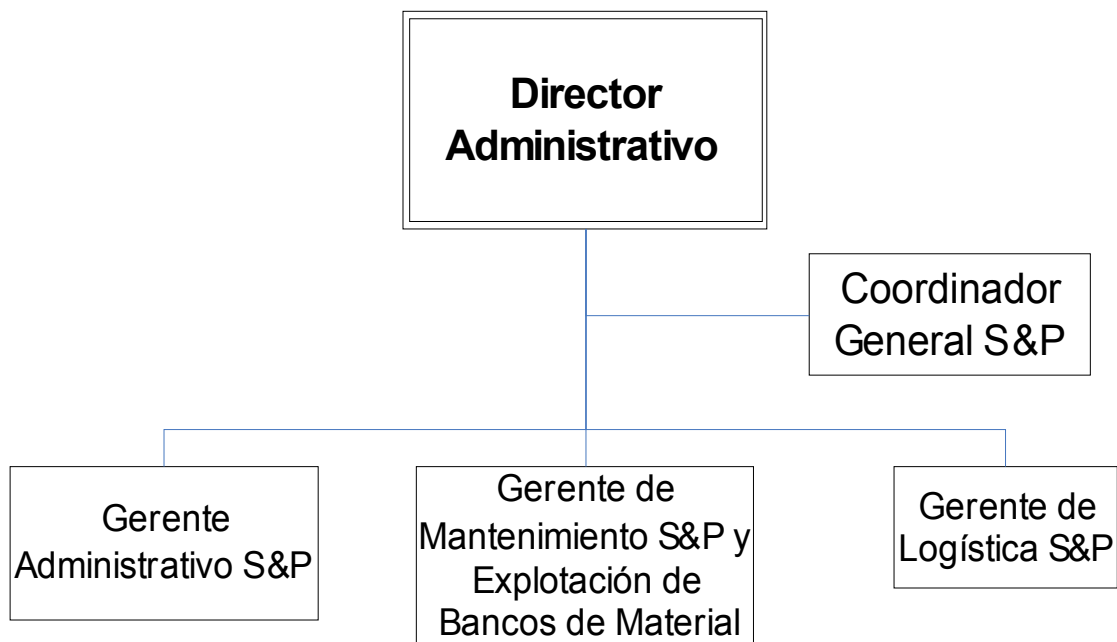 Director
Administrativo
Coordinador
General S&P
Gerente
Administrativo S&P
Gerente de
Mantenimiento S&P y
Explotación de
Bancos de Material
Gerente de
Logística S&P